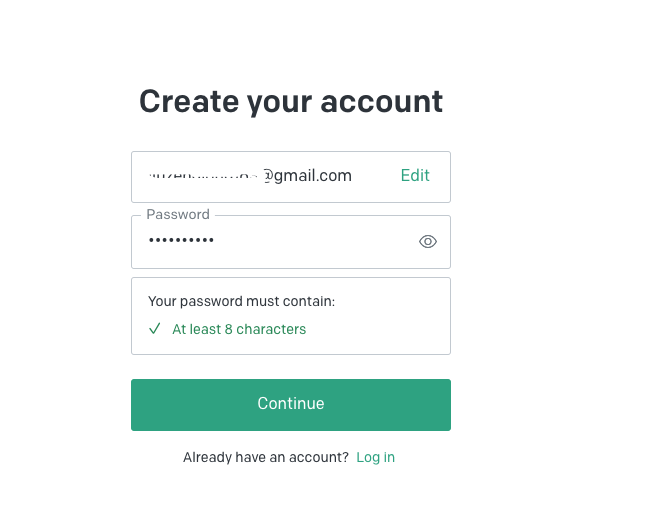 Create your account
@gmail.com Edit
Password
••••••••••
Your password must contain:
✓ At least 8 characters
Continue
Already have an account? Log in